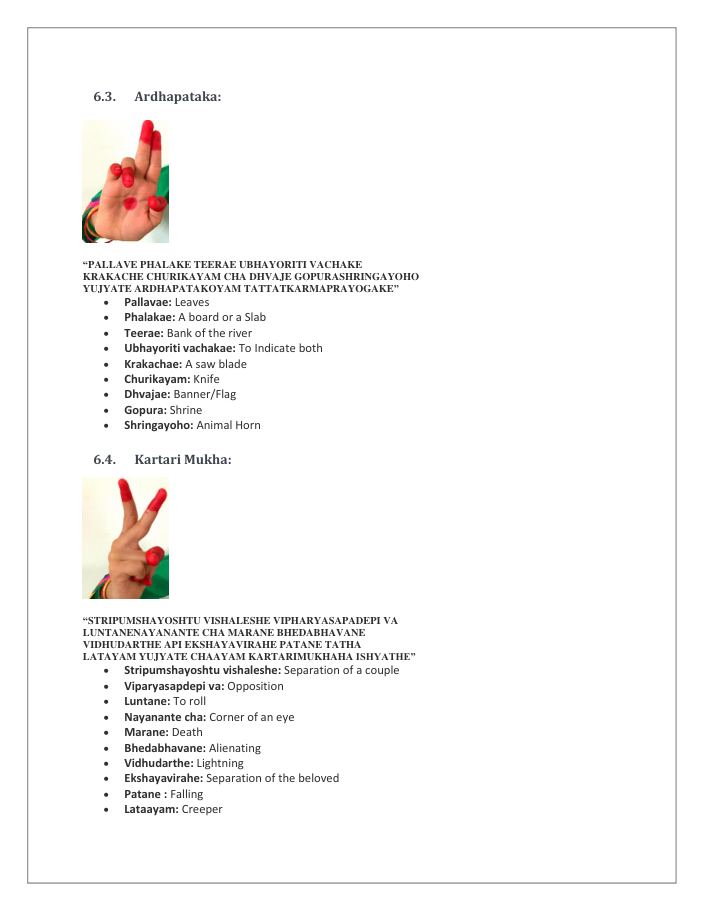 6.3. Ardhapataka:
“PALLAVE PHALAKE TEERAE UBHAYORITI VACHAKE
KRAKACHE CHURIKAYAM CHA DHVAJE GOPURASHRINGAYOHO
YUJYATE ARDHAPATAKOYAM TATTATKARMAPRAYOGAKE”
• Pallavae: Leaves
• Phalakae: A board or a Slab
• Teerae: Bank of the river
• Ubhayoriti vachakae: To Indicate both
• Krakachae: A saw blade
• Churikayam: Knife
• Dhvajae: Banner/Flag
• Gopura: Shrine
• Shringayoho: Animal Horn
6.4. Kartari Mukha:
“STRIPUMSHAYOSHTU VISHALESHE VIPHARYASAPADEPI VA
LUNTANENAYANANTE CHA MARANE BHEDABHAVANE
VIDHUDARTHE API EKSHAYAVIRAHE PATANE TATHA
LATAYAM YUJYATE CHAAYAM KARTARIMUKHAHA ISHYATHE”
• Stripumshayoshtu vishaleshe: Separation of a couple
• Viparyasapdepi va: Opposition
• Luntane: To roll
• Nayanante cha: Corner of an eye
• Marane: Death
• Bhedabhavane: Alienating
• Vidhudarthe: Lightning
• Ekshayavirahe: Separation of the beloved
• Patane : Falling
• Lataayam: Creeper